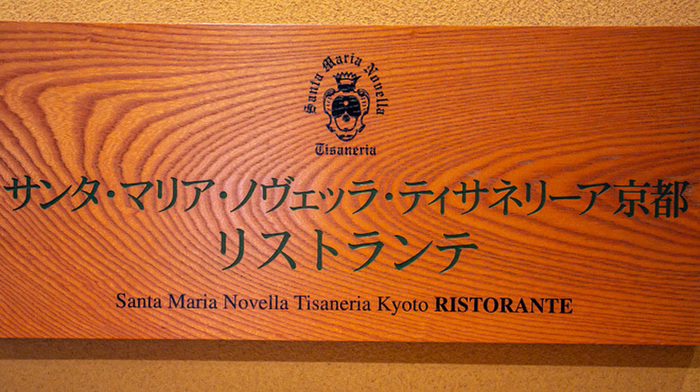 Santa Maria Novella
Tisaneria
サンタ・マリア・ノヴェッラ・ティサネリーア京都
リストランテ
Santa Maria Novella Tisaneria Kyoto RISTORANTE